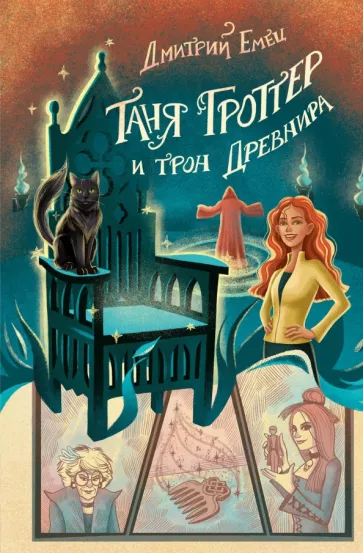 Дмитрий Емец
Таня Гроттер
и трон Древнира